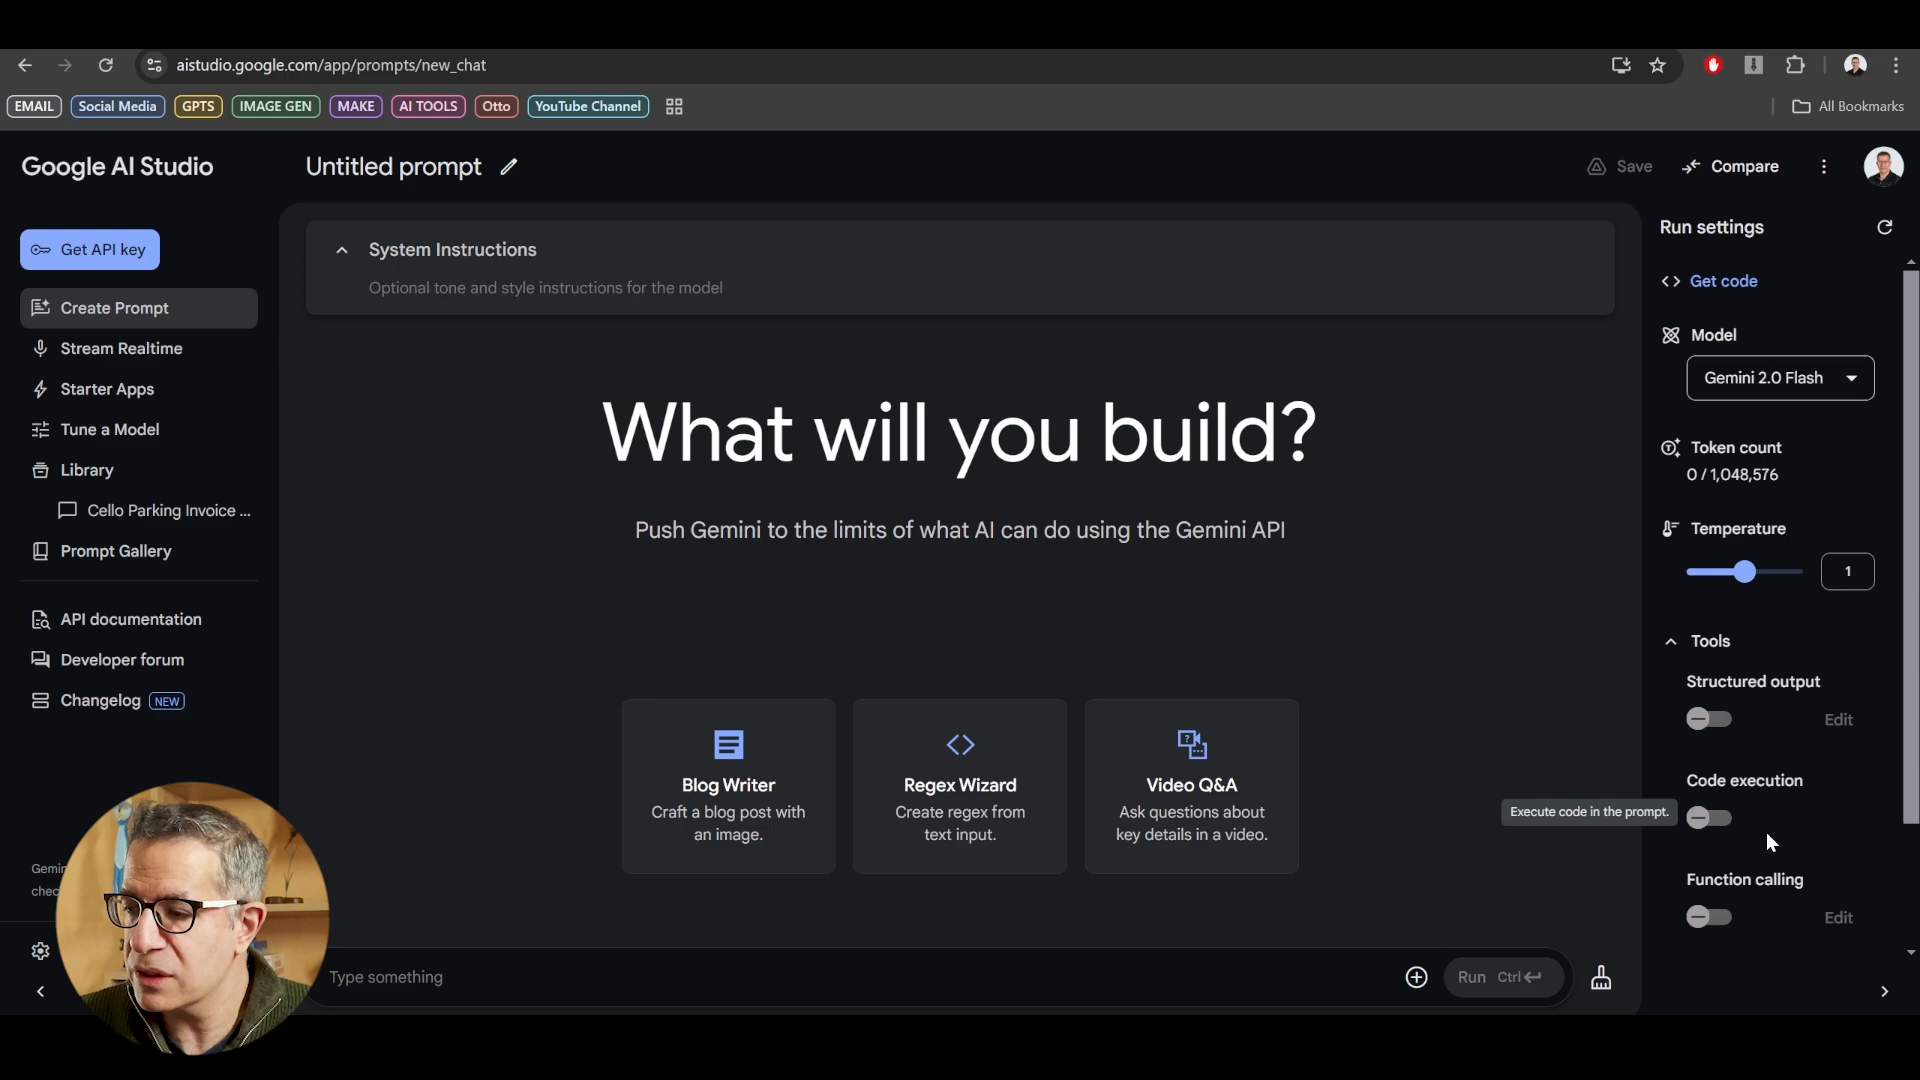 aistudio.google.com/app/prompts/new_chat
EMAIL
Social Media
GPTS
IMAGE GEN
MAKE
AI TOOLS
Otto
YouTube Channel
All Bookmarks
Google AI Studio
Untitled prompt
Save
Compare
Get API key
Create Prompt
Stream Realtime
Starter Apps
Tune a Model
Library
Cello Parking Invoice ...
Prompt Gallery
API documentation
Developer forum
Changelog NEW
System Instructions
Optional tone and style instructions for the model
What will you build?
Push Gemini to the limits of what AI can do using the Gemini API
Blog Writer
Craft a blog post with
an image.
Regex Wizard
Create regex from
text input.
Video Q&A
Ask questions about
key details in a video.
Type something
Run Ctrl
Run settings
Get code
Model
Gemini 2.0 Flash
Token count
0 / 1,048,576
Temperature
1
Tools
Structured output
Edit
Code execution
Execute code in the prompt.
Function calling
Edit